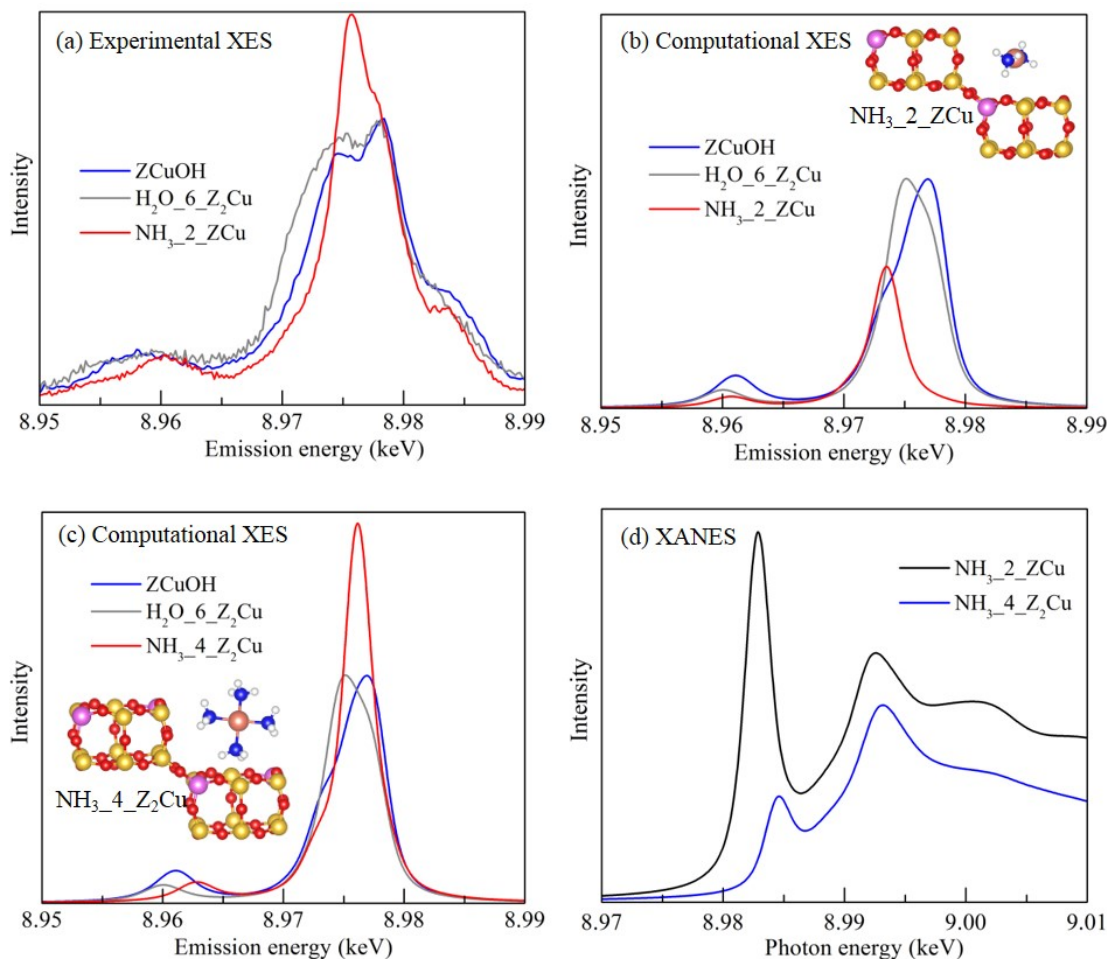 (a) Experimental XES
ZCuOH
H₂O_6_Z₂Cu
NH₃_2_ZCu
Intensity
8.95 8.96 8.97 8.98 8.99
Emission energy (keV)
(b) Computational XES
NH₃_2_ZCu
ZCuOH
H₂O_6_Z₂Cu
NH₃_2_ZCu
Intensity
8.95 8.96 8.97 8.98 8.99
Emission energy (keV)
(c) Computational XES
ZCuOH
H₂O_6_Z₂Cu
NH₃_4_Z₂Cu
NH₃_4_Z₂Cu
Intensity
8.95 8.96 8.97 8.98 8.99
Emission energy (keV)
(d) XANES
NH₃_2_ZCu
NH₃_4_Z₂Cu
Intensity
8.97 8.98 8.99 9.00 9.01
Photon energy (keV)